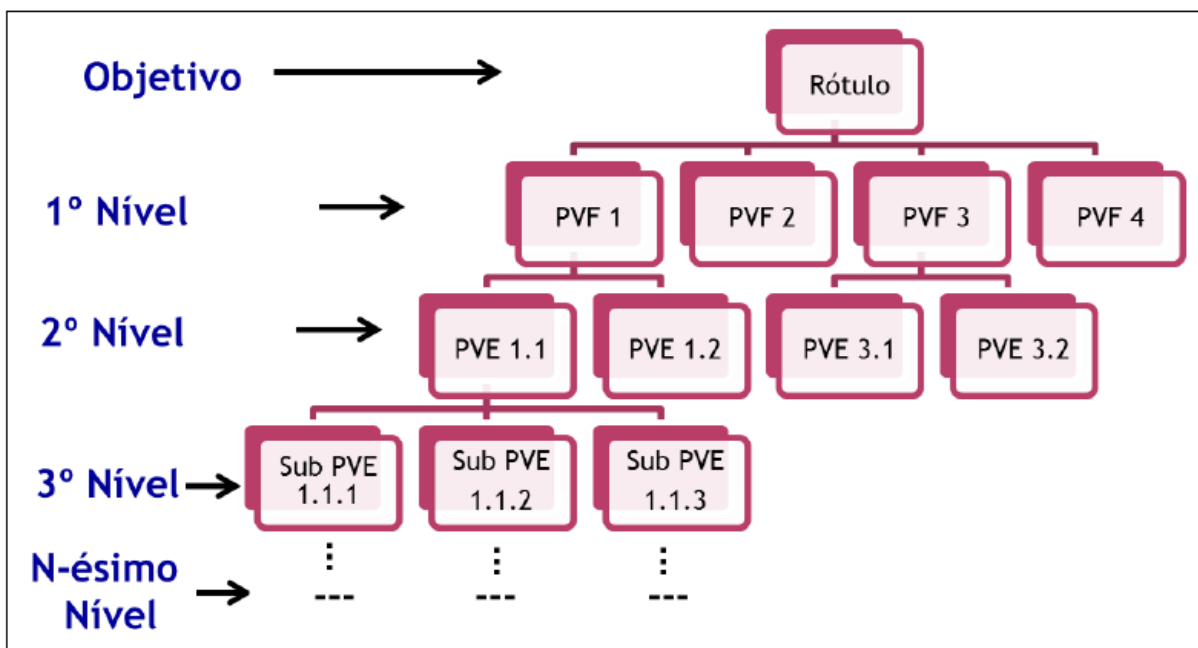 Objetivo
Rótulo
1º Nível
PVF 1
PVF 2
PVF 3
PVF 4
2º Nível
PVE 1.1
PVE 1.2
PVE 3.1
PVE 3.2
3º Nível
Sub PVE
1.1.1
Sub PVE
1.1.2
Sub PVE
1.1.3
N-ésimo
Nível